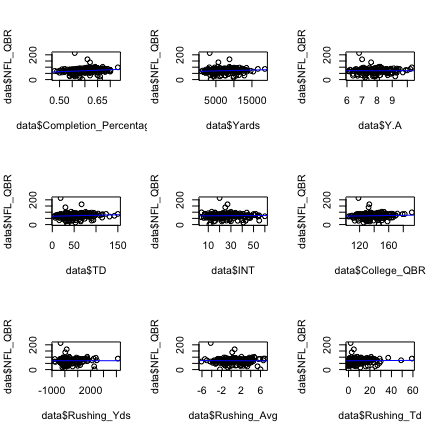 data$NFL_QBR
0 200
0.50 0.65
data$Completion_Percentag
data$NFL_QBR
0 200
5000 15000
data$Yards
data$NFL_QBR
0 200
6 7 8 9
data$Y.A
data$NFL_QBR
0 200
0 50 150
data$TD
data$NFL_QBR
0 200
10 30 50
data$INT
data$NFL_QBR
0 200
120 160
data$College_QBR
data$NFL_QBR
0 200
-1000 2000
data$Rushing_Yds
data$NFL_QBR
0 200
-6 -2 2 6
data$Rushing_Avg
data$NFL_QBR
0 200
0 10 30 50 60
data$Rushing_Td